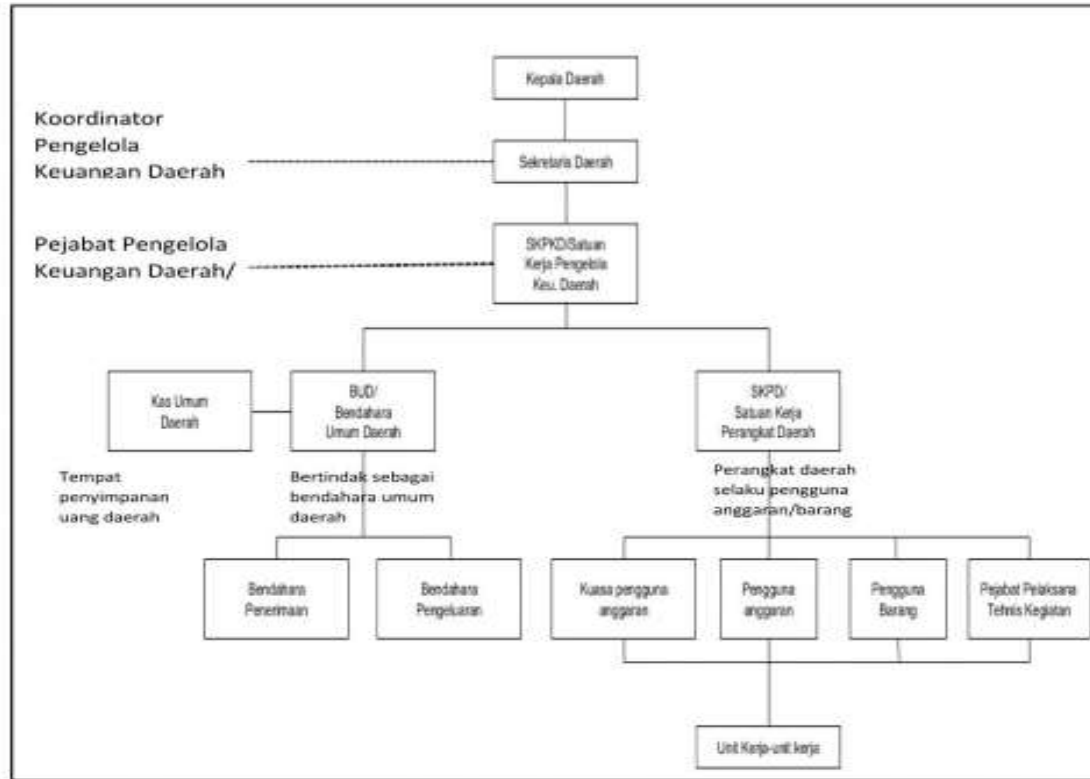 Kepala Daerah
Koordinator
Pengelola
Keuangan Daerah
Sekretaris Daerah
Pejabat Pengelola
Keuangan Daerah/
SKPKD/Satuan
Kerja Pengelola
Keu. Daerah
Kas Umum
Daerah
BUD/
Bendahara
Umum Daerah
SKPD/
Satuan Kerja
Perangkat Daerah
Tempat
penyimpanan
uang daerah
Bertindak sebagai
bendahara umum
daerah
Perangkat daerah
selaku pengguna
anggaran/barang
Bendahara
Penerimaan
Bendahara
Pengeluaran
Kuasa pengguna
anggaran
Pengguna
anggaran
Pengguna
Barang
Pejabat Pelaksana
Tehnis Kegiatan
Unit Kerja-unit kerja